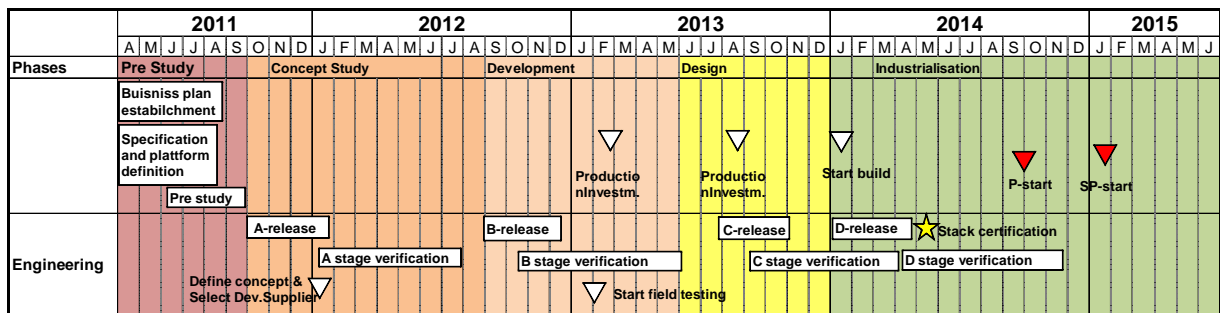 2011 2012 2013 2014 2015
A M J J A S O N D J F M A M J J A S O N D J F M A M J J A S O N D J F M A M J J A S O N D J F M A M J
Phases Pre Study Concept Study Development Design Industrialisation
Buisniss plan
estabilchment
Specification
and plattform
definition
Pre study
Productio
nInvestm.
Productio
nInvestm.
Start build
P-start
SP-start
Engineering
A-release
B-release
C-release
D-release
Stack certification
A stage verification
B stage verification
C stage verification
D stage verification
Define concept &
Select Dev.Supplier
Start field testing